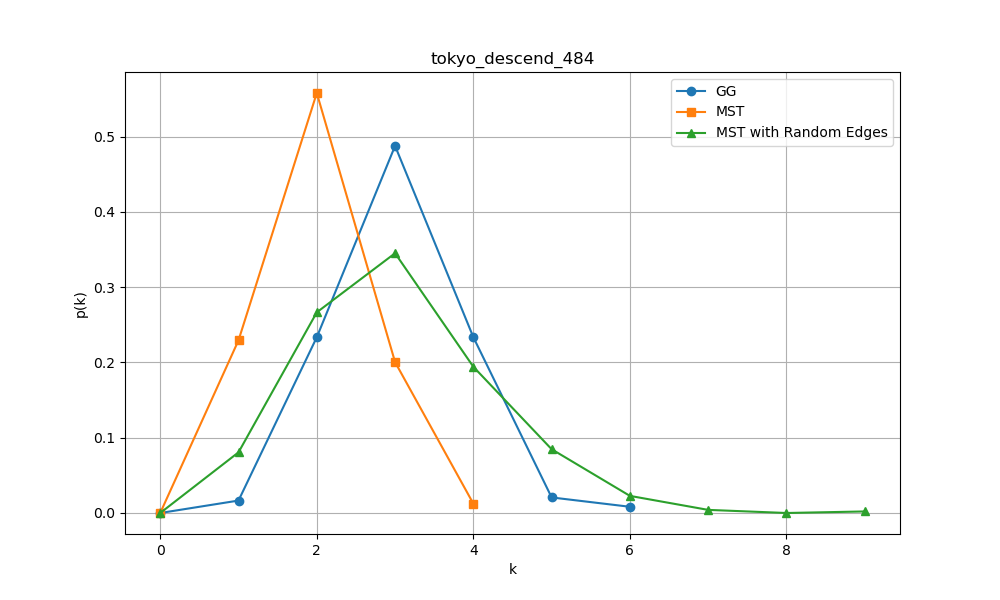 tokyo_descend_484
GG
MST
MST with Random Edges
0.5
0.4
0.3
0.2
0.1
0.0
p(k)
0 2 4 6 8
k